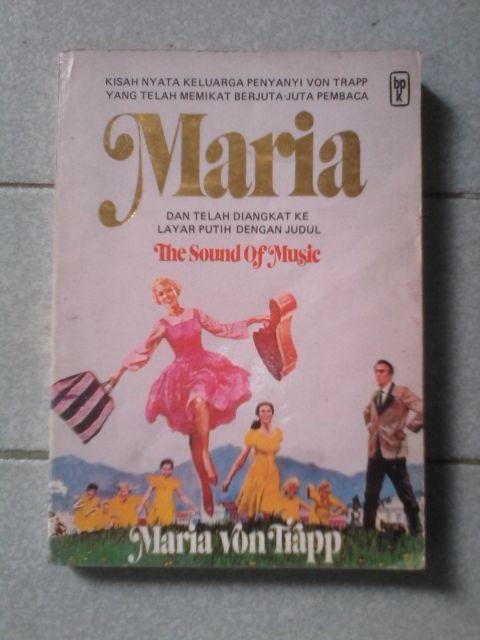 KISAH NYATA KELUARGA PENYANYI VON TRAPP
YANG TELAH MEMIKAT BERJUTA-JUTA PEMBACA
bp
k
Maria
DAN TELAH DIANGKAT KE
LAYAR PUTIH DENGAN JUDUL
The Sound Of Music
Maria von Trapp